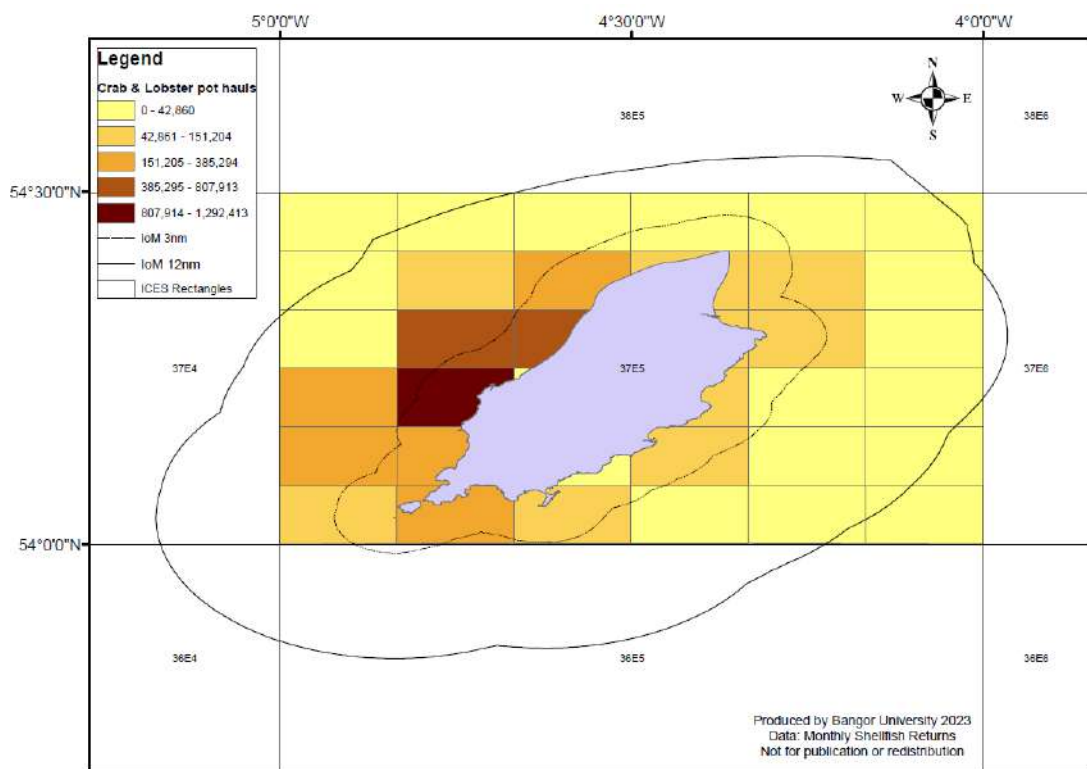 5°0'0"W
4°30'0"W
4°0'0"W
Legend
Crab & Lobster pot hauls
0 - 42,860
42,861 - 151,204
151,205 - 385,294
385,295 - 807,913
807,914 - 1,292,413
IoM 3nm
IoM 12nm
ICES Rectangles
N
W E
S
38E5
38E6
54°30'0"N
37E4
37E5
37E6
54°0'0"N
36E4
36E5
36E6
Produced by Bangor University 2023
Data: Monthly Shellfish Returns
Not for publication or redistribution